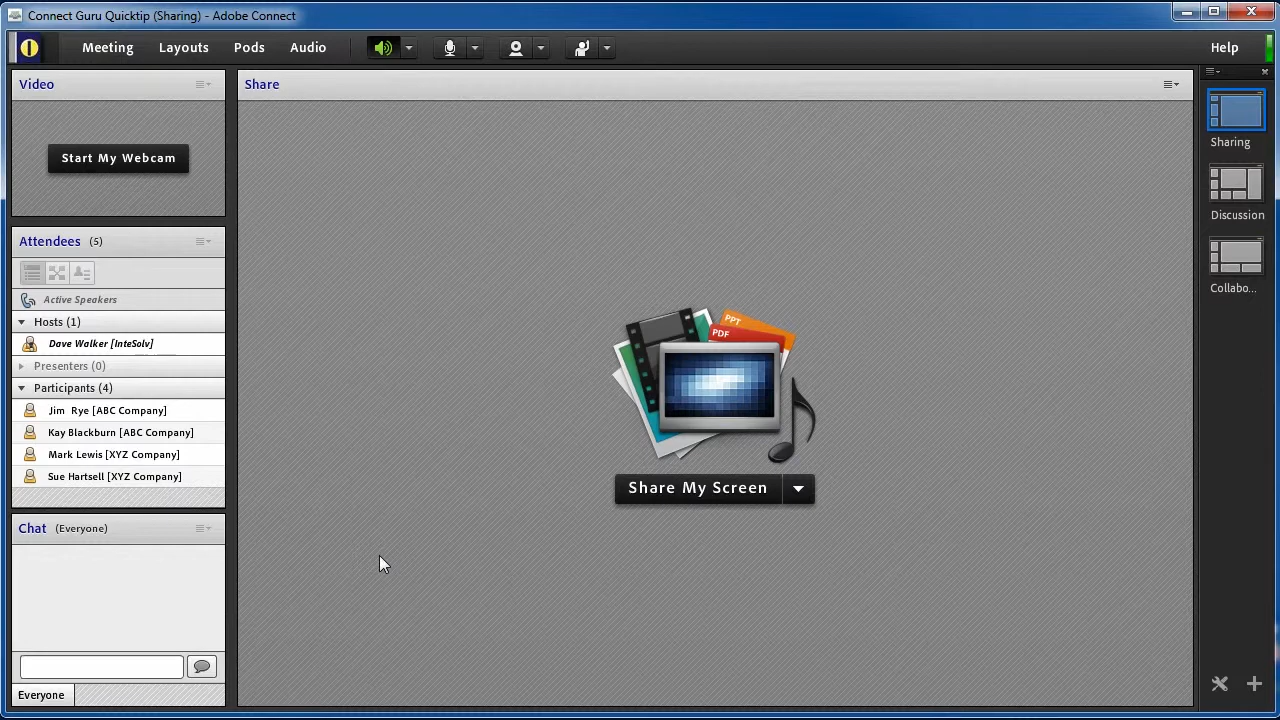 Connect Guru Quicktip (Sharing) - Adobe Connect
Meeting Layouts Pods Audio Help
Video
Start My Webcam
Attendees (5)
Active Speakers
Hosts (1)
Dave Walker [InteSolv]
Presenters (0)
Participants (4)
Jim Rye [ABC Company]
Kay Blackburn [ABC Company]
Mark Lewis [XYZ Company]
Sue Hartsell [XYZ Company]
Chat (Everyone)
Everyone
Share
PPT
PDF
Share My Screen
Sharing
Discussion
Collabo...